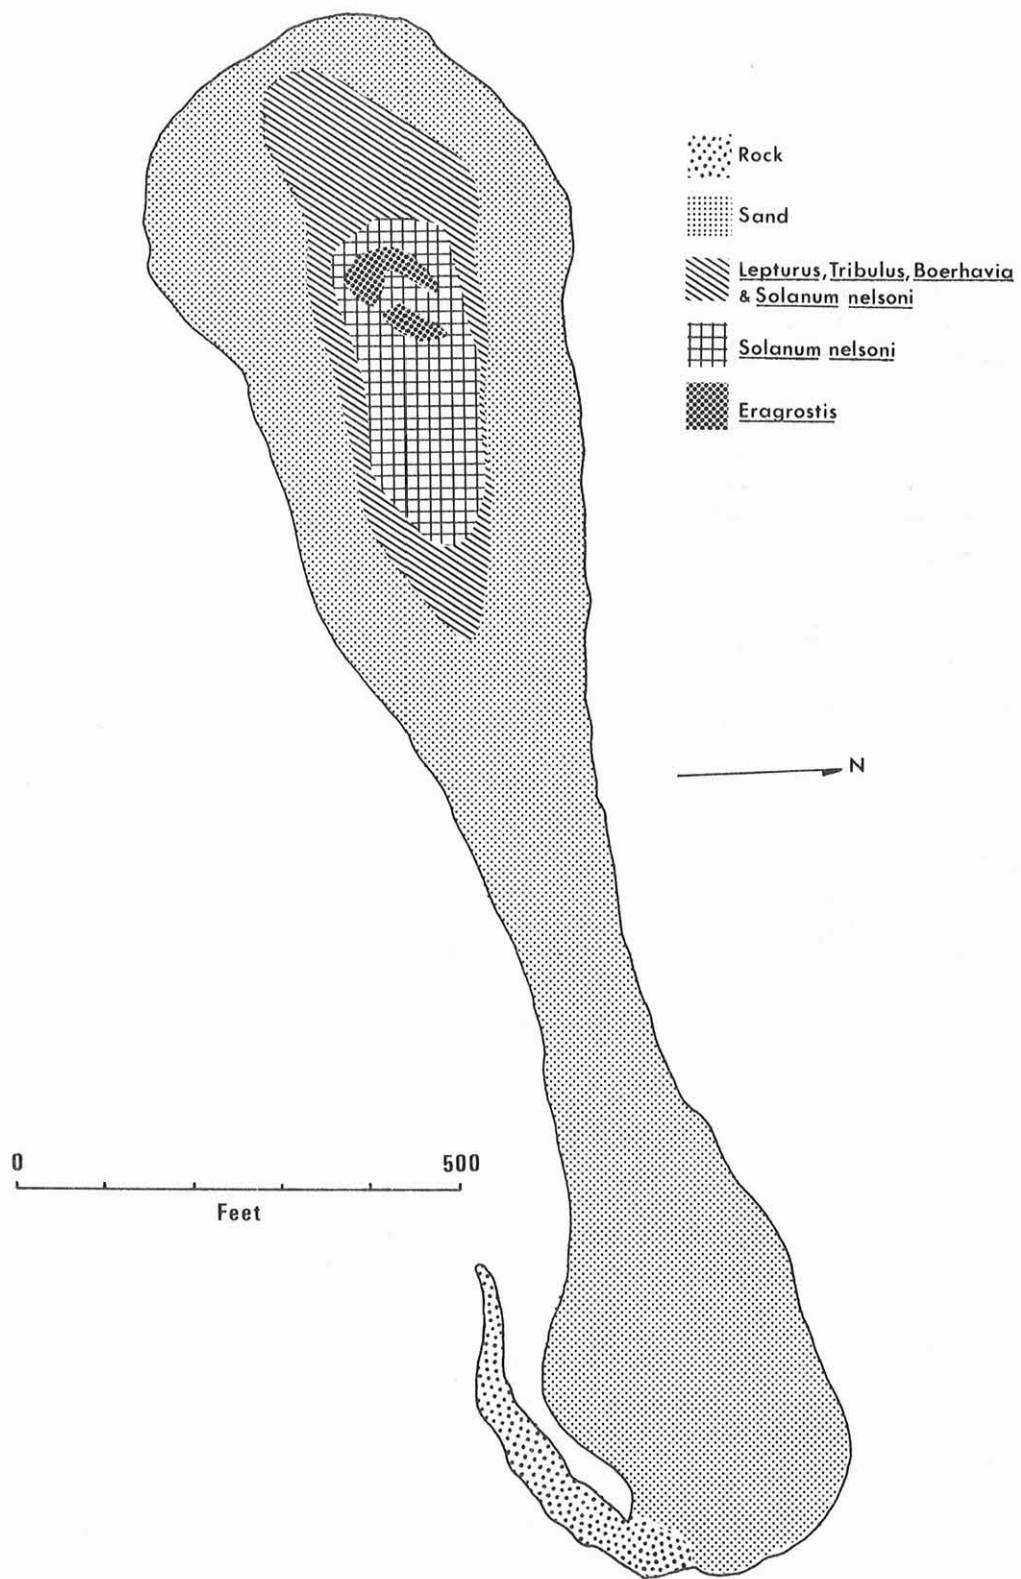 Rock
Sand
Lepturus, Tribulus, Boerhavia
& Solanum nelsoni
Solanum nelsoni
Eragrostis
N
0 500
Feet